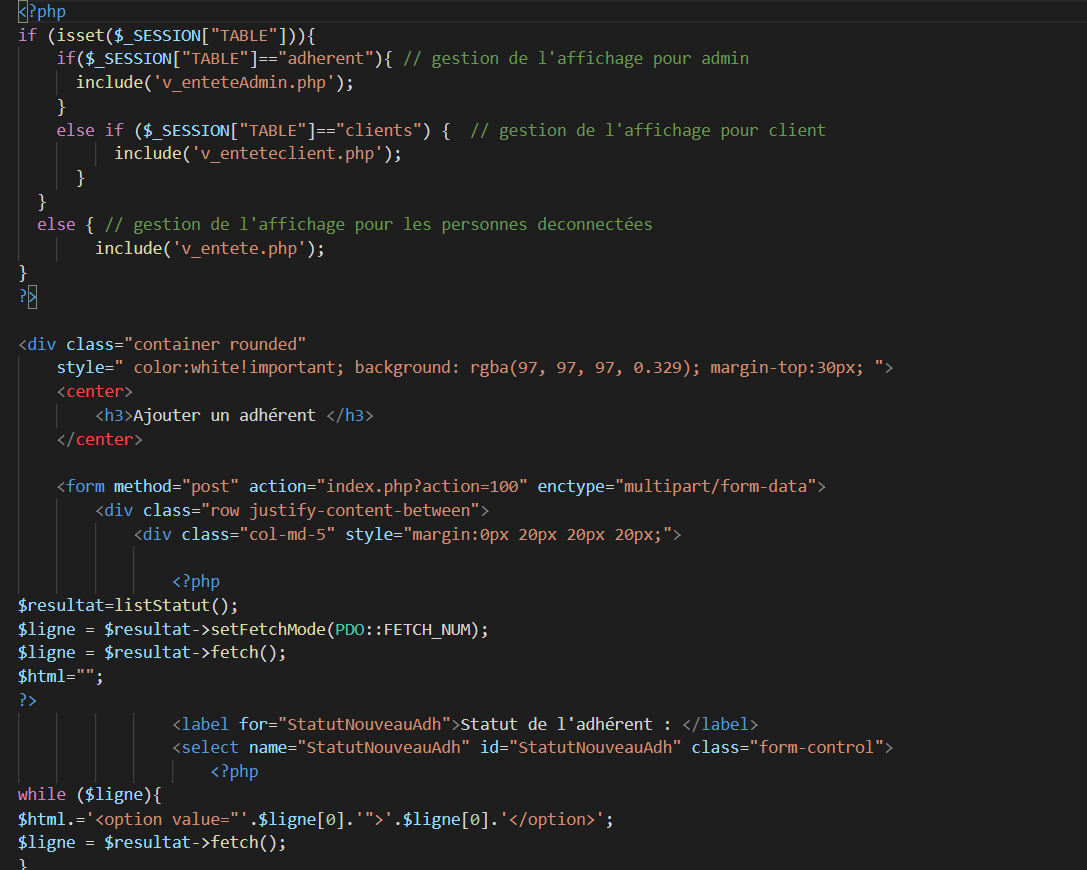 <?php
if (isset($_SESSION["TABLE"])){
    if($_SESSION["TABLE"]=="adherent"){ // gestion de l'affichage pour admin
      include('v_enteteAdmin.php');
    }
    else if ($_SESSION["TABLE"]=="clients") {  // gestion de l'affichage pour client
          include('v_enteteclient.php');
      }
  }
  else { // gestion de l'affichage pour les personnes deconnectées
        include('v_entete.php');
}
?>
<div class="container rounded"
    style=" color:white!important; background: rgba(97, 97, 97, 0.329); margin-top:30px; ">
    <center>
        <h3>Ajouter un adhérent </h3>
    </center>
    <form method="post" action="index.php?action=100" enctype="multipart/form-data">
        <div class="row justify-content-between">
            <div class="col-md-5" style="margin:0px 20px 20px 20px;">
                <?php
$resultat=listStatut();
$ligne = $resultat->setFetchMode(PDO::FETCH_NUM);
$ligne = $resultat->fetch();
$html="";
?>
                <label for="StatutNouveauAdh">Statut de l'adhérent : </label>
                <select name="StatutNouveauAdh" id="StatutNouveauAdh" class="form-control">
                    <?php
while ($ligne){
$html.='<option value="'.$ligne[0].'">'.$ligne[0].'</option>';
$ligne = $resultat->fetch();
}